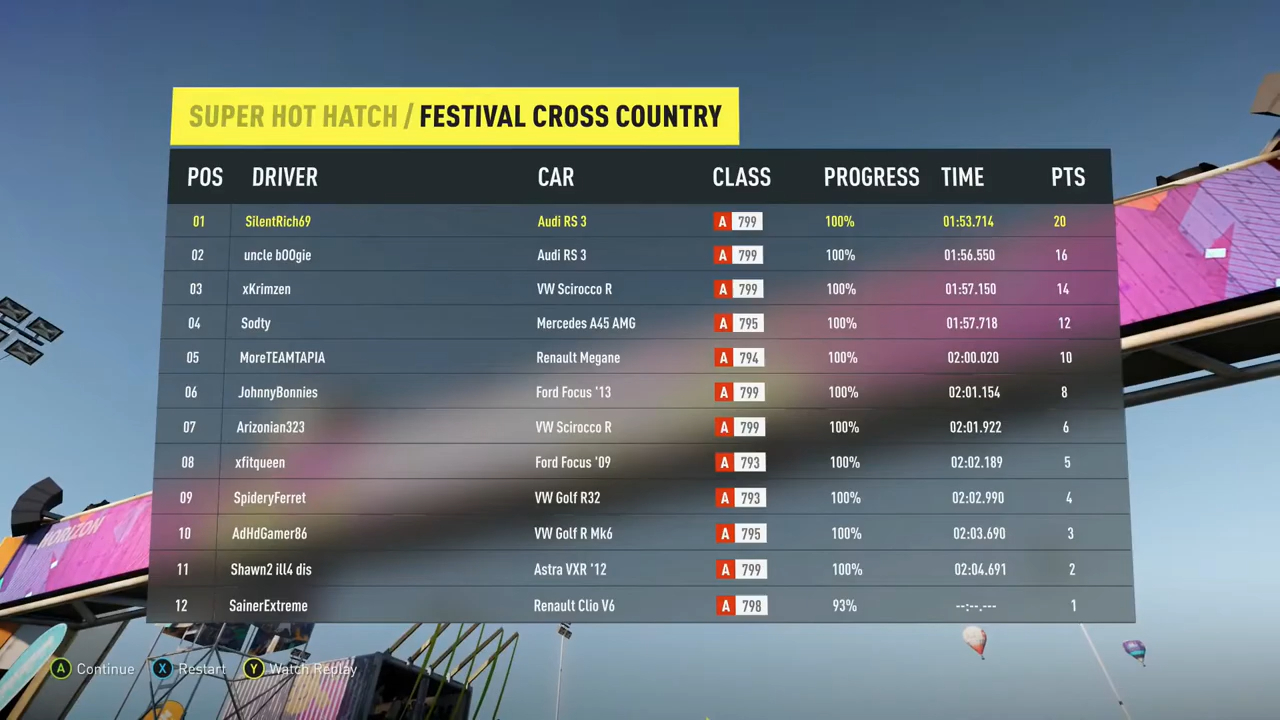 SUPER HOT HATCH / FESTIVAL CROSS COUNTRY
POS DRIVER CAR CLASS PROGRESS TIME PTS
01 SilentRich69 Audi RS 3 A 799 100% 01:53.714 20
02 uncle b00gie Audi RS 3 A 799 100% 01:56.550 16
03 xKrimzen VW Scirocco R A 799 100% 01:57.150 14
04 Sodty Mercedes A45 AMG A 795 100% 01:57.718 12
05 MoreTEAMTAPIA Renault Megane A 794 100% 02:00.020 10
06 JohnnyBonnies Ford Focus '13 A 799 100% 02:01.154 8
07 Arizonian323 VW Scirocco R A 799 100% 02:01.922 6
08 xfitqueen Ford Focus '09 A 793 100% 02:02.189 5
09 SpideryFerret VW Golf R32 A 793 100% 02:02.990 4
10 AdHdGamer86 VW Golf R Mk6 A 795 100% 02:03.690 3
11 Shawn2 ill4 dis Astra VXR '12 A 799 100% 02:04.691 2
12 SainerExtreme Renault Clio V6 A 798 93% --:--.--- 1
HORIZON
A Continue X Restart Y Watch Replay